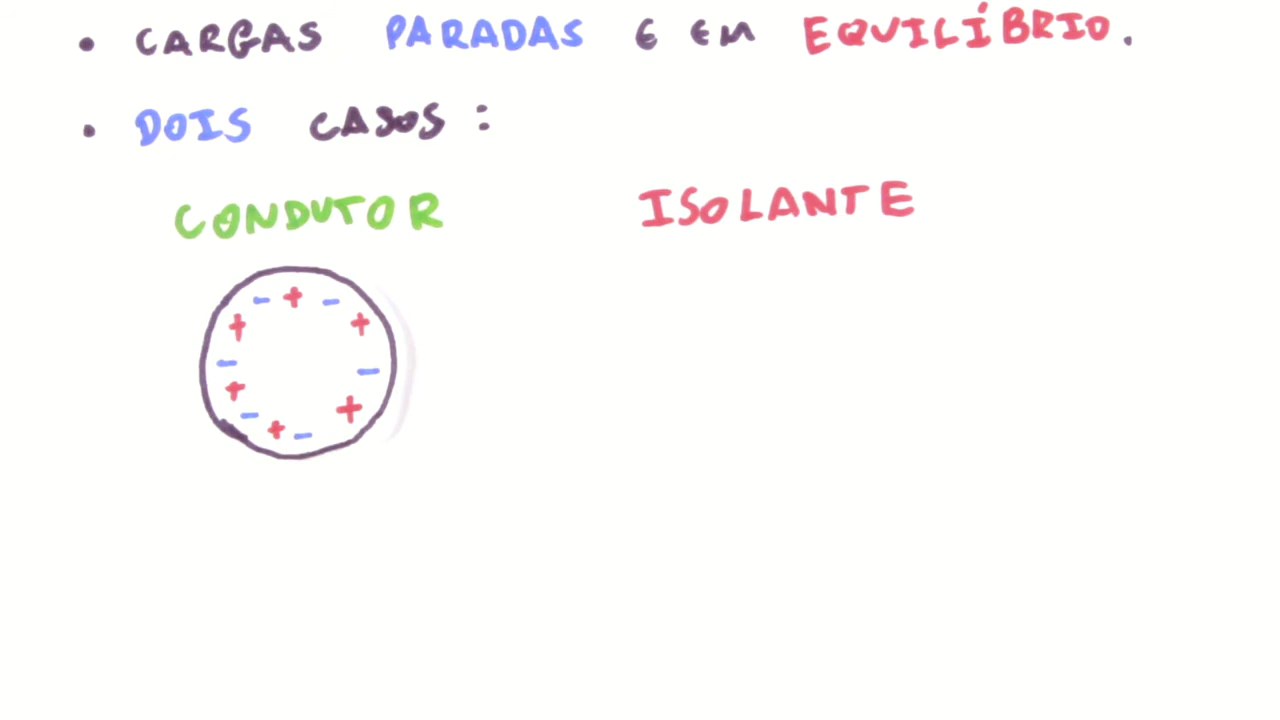 • CARGAS PARADAS E EM EQUILÍBRIO.
• DOIS CASOS:
CONDUTOR ISOLANTE
- + -
+ +
- -
+
- +
+ -